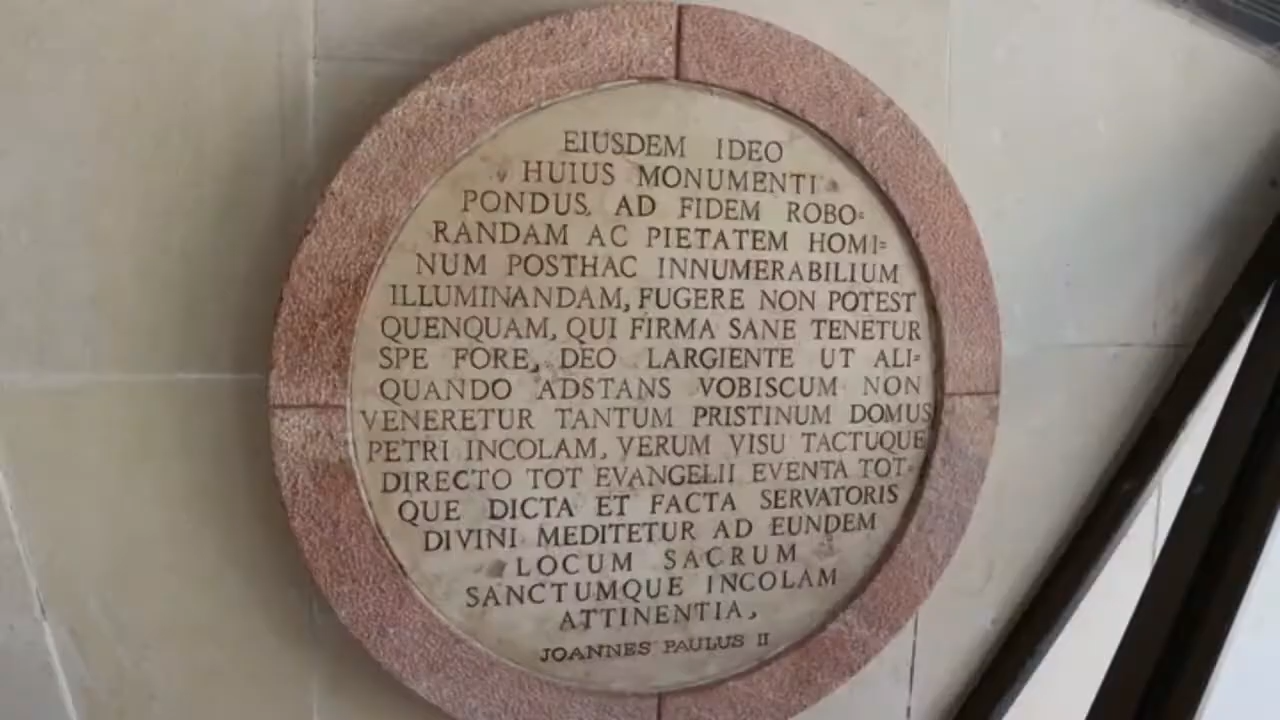 EIUSDEM IDEO
HUIUS MONUMENTI
PONDUS, AD FIDEM ROBO=
RANDAM AC PIETATEM HOMI=
NUM POSTHAC INNUMERABILIUM
ILLUMINANDAM, FUGERE NON POTEST
QUENQUAM, QUI FIRMA SANE TENETUR
SPE FORE, DEO LARGIENTE UT ALI=
QUANDO ADSTANS VOBISCUM NON
VENERETUR TANTUM PRISTINUM DOMUS
PETRI INCOLAM, VERUM VISU TACTUQUE
DIRECTO TOT EVANGELII EVENTA TOT=
QUE DICTA ET FACTA SERVATORIS
DIVINI MEDITETUR AD EUNDEM
LOCUM SACRUM
SANCTUMQUE INCOLAM
ATTINENTIA,
JOANNES PAULUS II